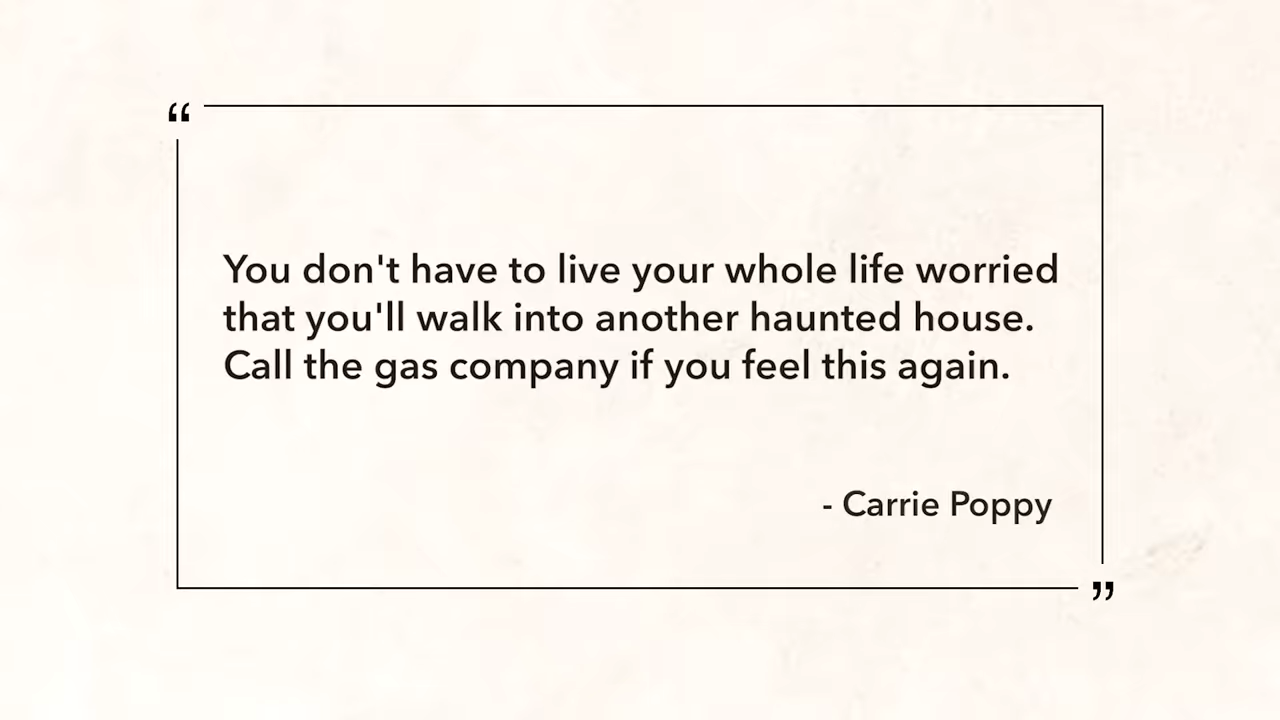 “
You don't have to live your whole life worried
that you'll walk into another haunted house.
Call the gas company if you feel this again.
- Carrie Poppy
”